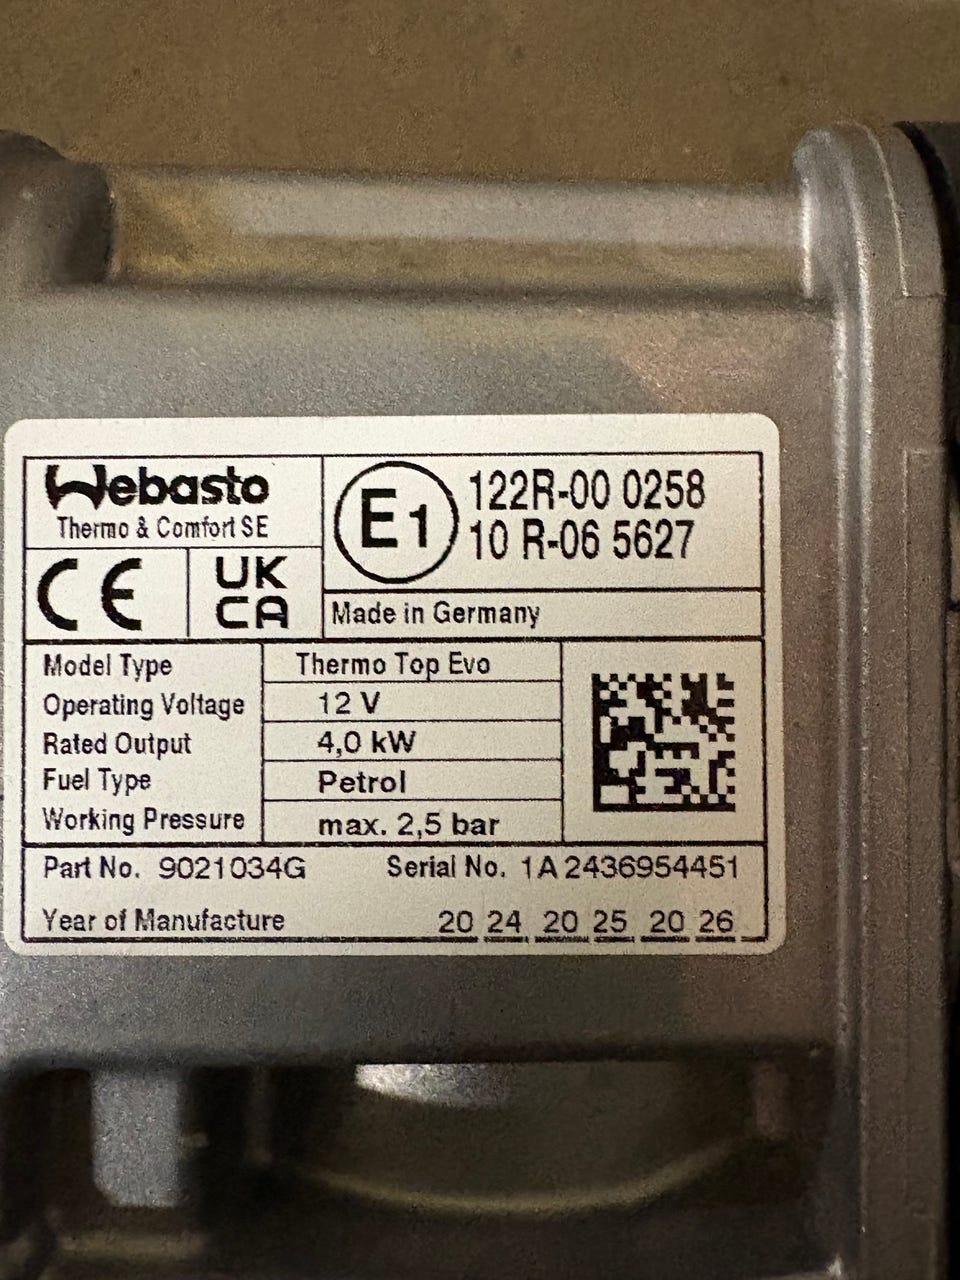 Webasto
Thermo & Comfort SE
CE
UK
CA
E1
122R-00 0258
10 R-06 5627
Made in Germany
Model Type Thermo Top Evo
Operating Voltage 12 V
Rated Output 4,0 kW
Fuel Type Petrol
Working Pressure max. 2,5 bar
Part No. 9021034G Serial No. 1A 2436954451
Year of Manufacture 20 24 20 25 20 26